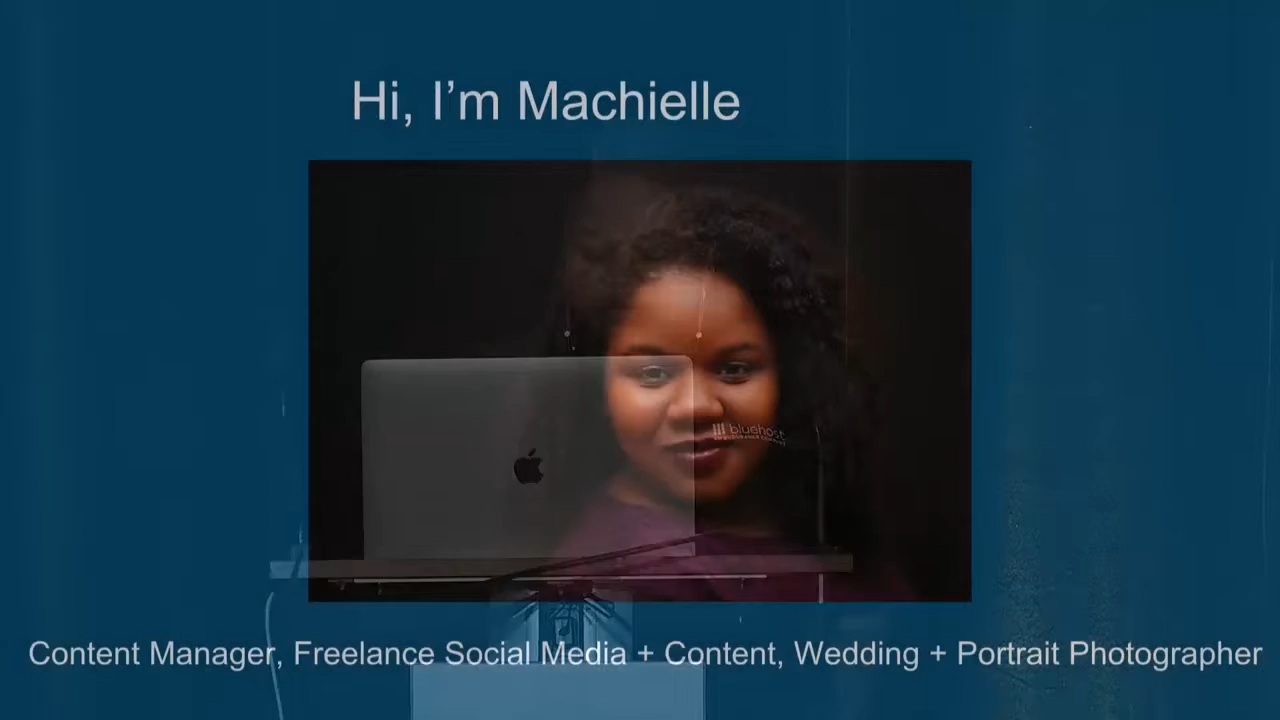 Hi, I’m Machielle
bluehost
Content Manager, Freelance Social Media + Content, Wedding + Portrait Photographer